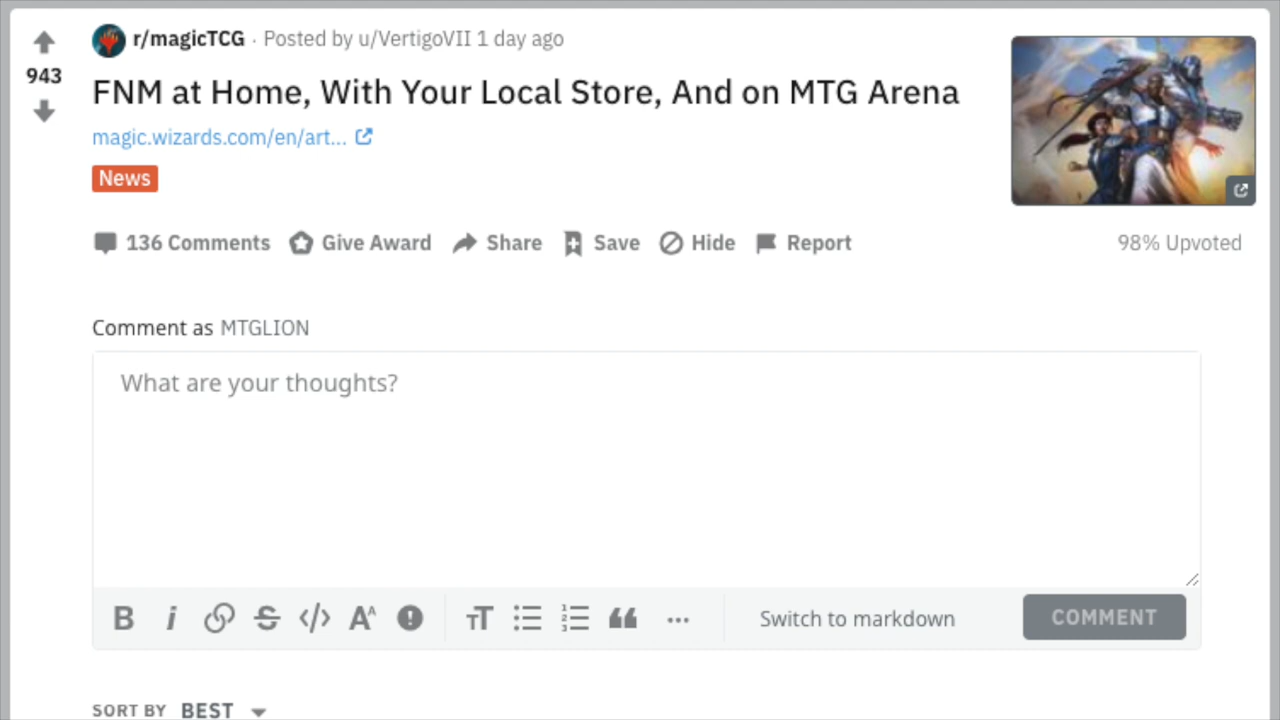 r/magicTCG · Posted by u/VertigoVII 1 day ago
943
FNM at Home, With Your Local Store, And on MTG Arena
magic.wizards.com/en/art...
News
136 Comments Give Award Share Save Hide Report 98% Upvoted
Comment as MTGLION
What are your thoughts?
B i S </> A^A ! TT ... Switch to markdown COMMENT
SORT BY BEST